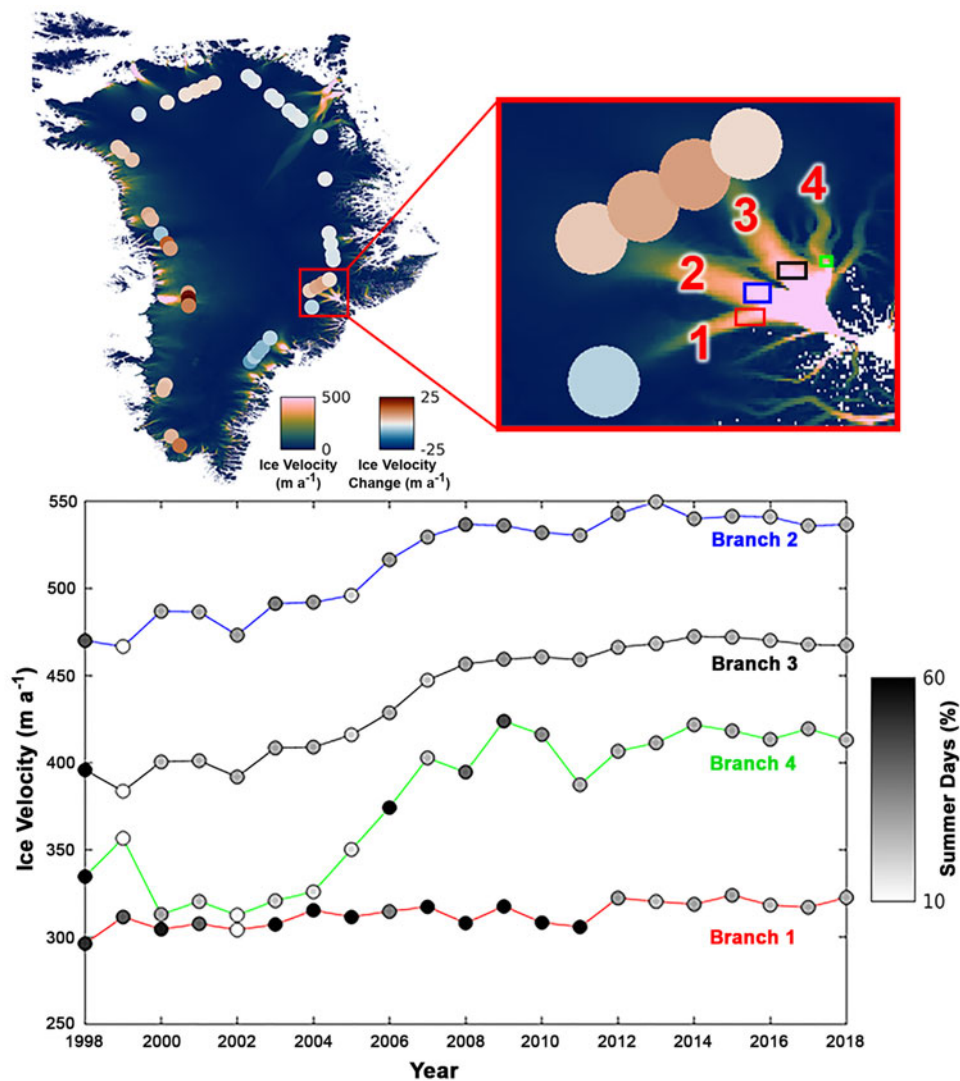 4
3
2
1
500
0
Ice Velocity
(m a⁻¹)
25
-25
Ice Velocity
Change (m a⁻¹)
550
500
450
400
350
300
250
Ice Velocity (m a⁻¹)
Branch 2
Branch 3
Branch 4
Branch 1
1998
2000
2002
2004
2006
2008
2010
2012
2014
2016
2018
Year
60
10
Summer Days (%)